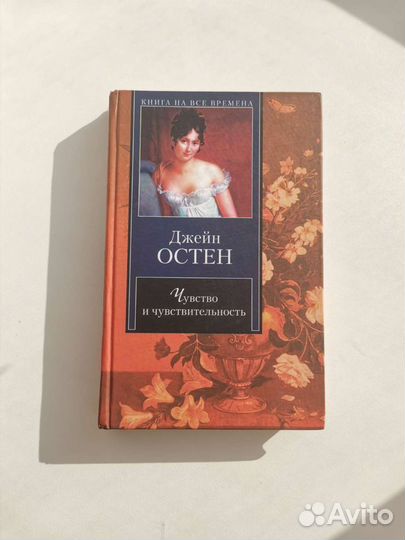 КНИГА НА ВСЕ ВРЕМЕНА
Джейн
ОСТЕН
Чувство
и чувствительность
Avito